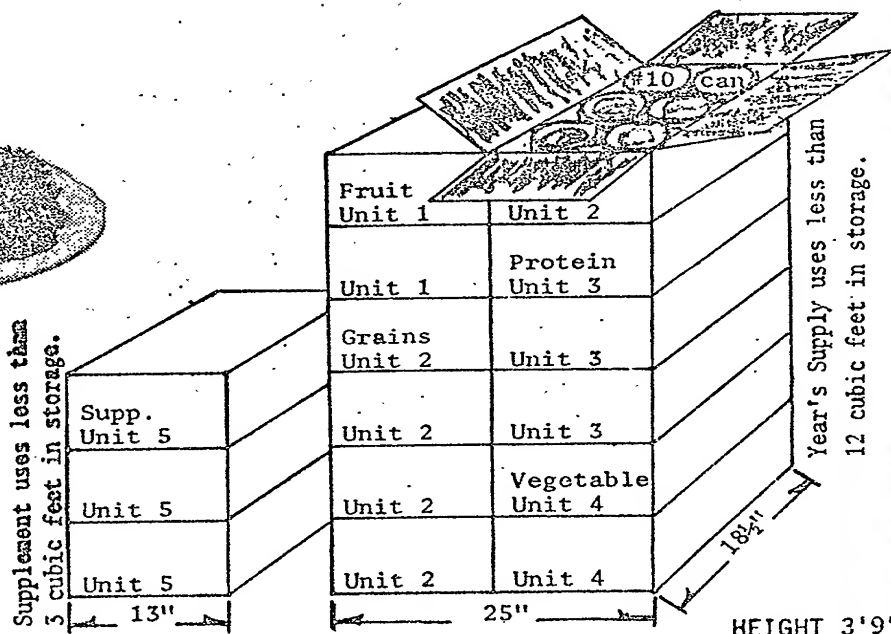 #10 can
Fruit
Unit 1
Unit 2
Unit 1
Protein
Unit 3
Grains
Unit 2
Unit 3
Supp.
Unit 5
Unit 2
Unit 3
Unit 5
Unit 2
Vegetable
Unit 4
Unit 5
Unit 2
Unit 4
13"
25"
18½"
HEIGHT 3'9"
Supplement uses less than
3 cubic feet in storage.
Year's Supply uses less than
12 cubic feet in storage.